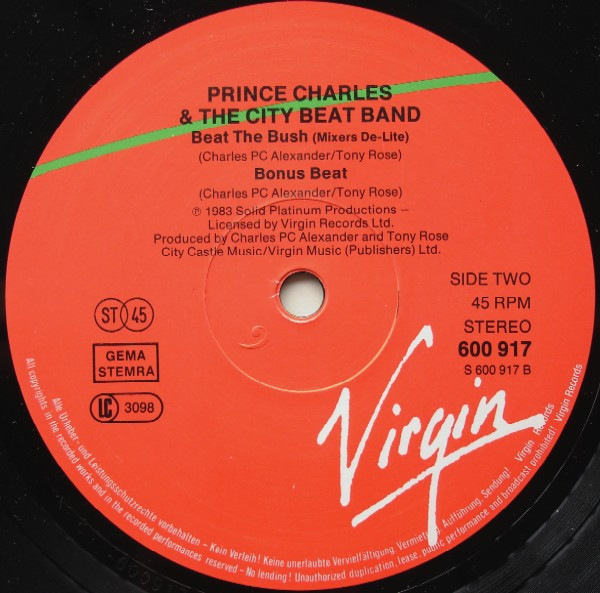 PRINCE CHARLES
& THE CITY BEAT BAND
Beat The Bush (Mixers De-Lite)
(Charles PC Alexander/Tony Rose)
Bonus Beat
(Charles PC Alexander/Tony Rose)
℗ 1983 Solid Platinum Productions –
Licensed by Virgin Records Ltd.
Produced by Charles PC Alexander and Tony Rose
City Castle Music/Virgin Music (Publishers) Ltd.
SIDE TWO
45 RPM
STEREO
600 917
S 600 917 B
ST 45
GEMA
STEMRA
LC 3098
Virgin
Alle Urheber- und Leistungsschutzrechte vorbehalten – Kein Verleih! Keine unerlaubte Vervielfältigung, Vermietung, Aufführung, Sendung! Virgin Records
All copyrights in the recorded works and in the recorded performances reserved – No lending! Unauthorized duplication, lease, public performance and broadcast prohibited! Virgin Records